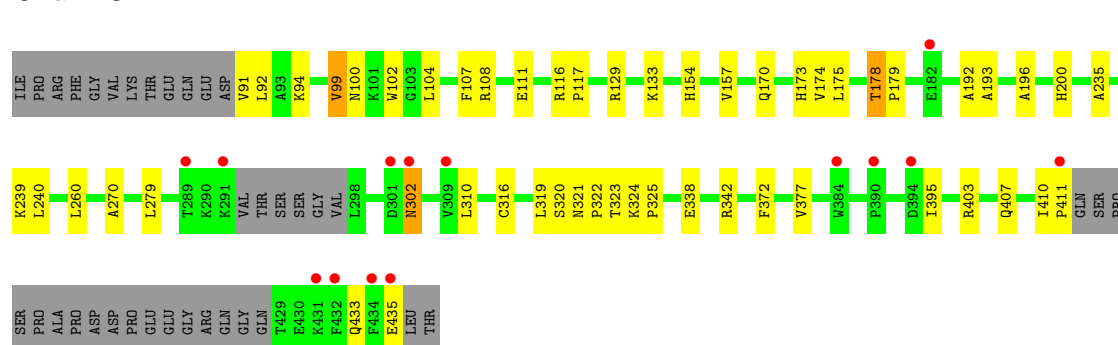 ILE PRO ARG PHE GLY VAL LYS THR GLU GLN GLU ASP V91 L92 A93 K94 V99 N100 K101 W102 G103 L104 F107 R108 E111 R116 P117 R129 K133 H154 V157 Q170 H173 V174 L175 T178 P179 E182 A192 A193 A196 H200 A235
K239 L240 L260 A270 L279 T289 K290 K291 VAL THR SER SER GLY VAL L298 D301 N302 V309 L310 C316 L319 S320 N321 P322 T323 K324 P325 E338 R342 F372 V377 W384 P390 D394 I395 R403 Q407 I410 P411 GLN SER PRO
SER PRO ALA PRO ASP ASP PRO GLU GLU GLY ARG GLN GLY GLN T429 E430 K431 F432 Q433 F434 E435 LEU THR